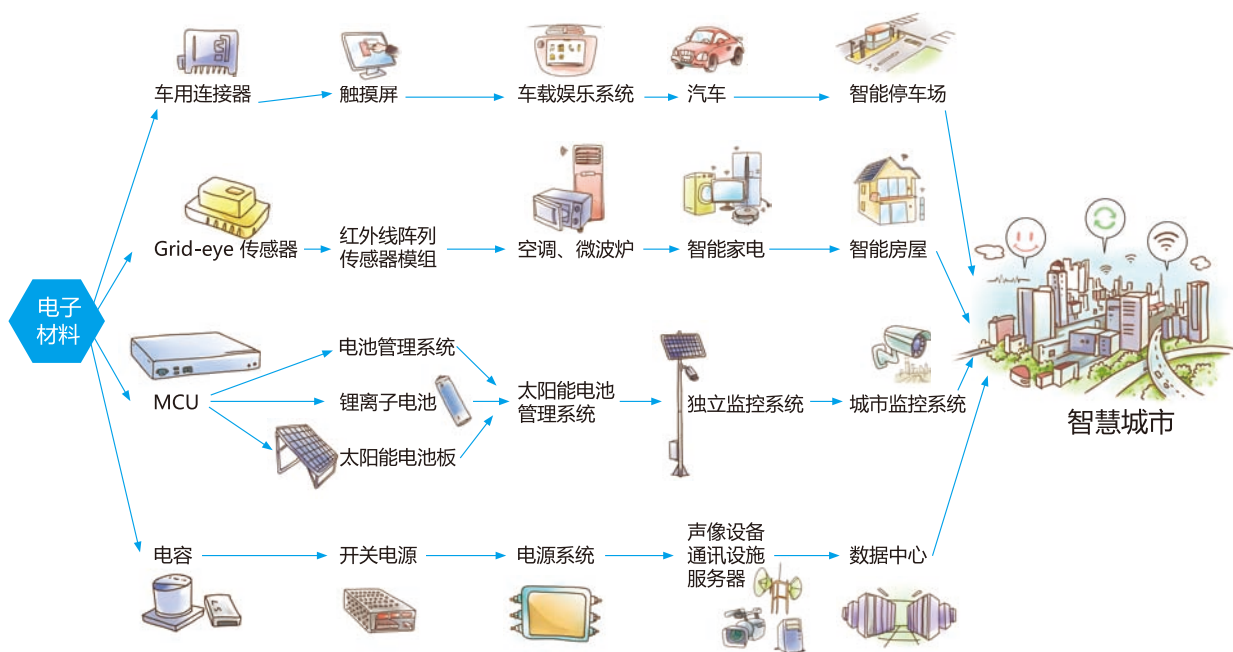 车用连接器
触摸屏
车载娱乐系统
汽车
智能停车场
Grid-eye 传感器
红外线阵列
传感器模组
空调、微波炉
智能家电
智能房屋
电子
材料
MCU
电池管理系统
锂离子电池
太阳能电池板
太阳能电池
管理系统
独立监控系统
城市监控系统
智慧城市
电容
开关电源
电源系统
声像设备
通讯设施
服务器
数据中心